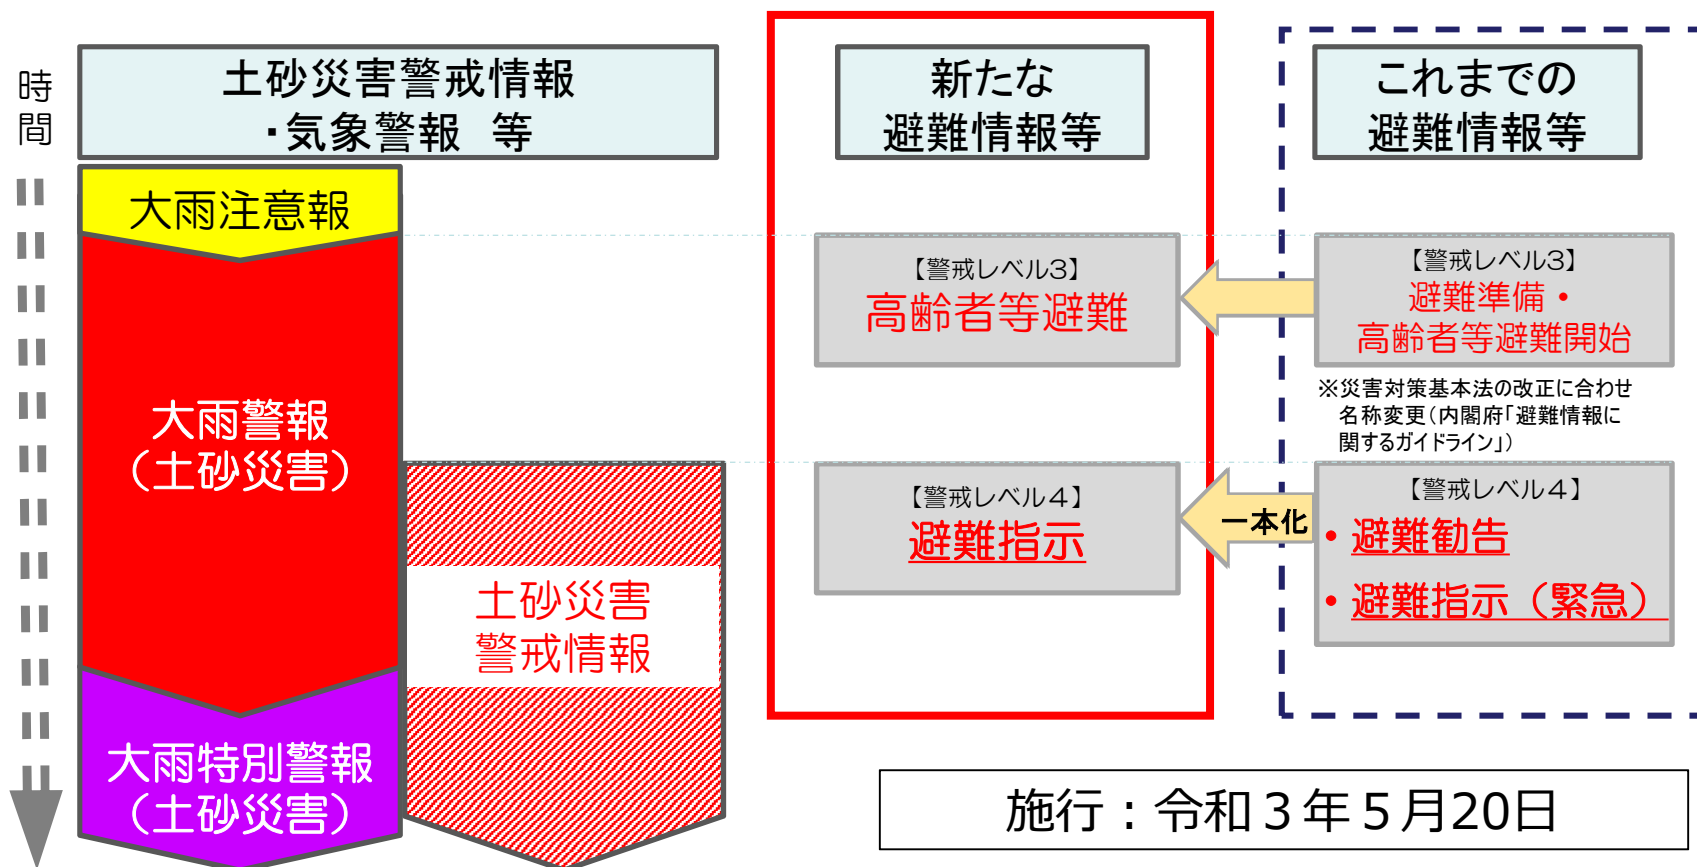 時
間
土砂災害警戒情報
・気象警報 等
新たな
避難情報等
これまでの
避難情報等
大雨注意報
大雨警報
（土砂災害）
大雨特別警報
（土砂災害）
土砂災害
警戒情報
【警戒レベル3】
高齢者等避難
【警戒レベル3】
避難準備・
高齢者等避難開始
※災害対策基本法の改正に合わせ
名称変更（内閣府「避難情報に
関するガイドライン」）
【警戒レベル４】
避難指示
一本化
【警戒レベル４】
・避難勧告
・避難指示（緊急）
施行：令和３年５月20日